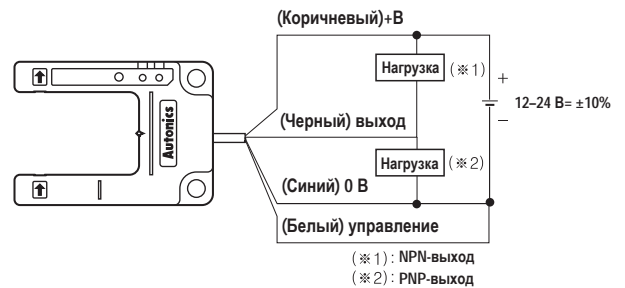 (Коричневый)+В
Нагрузка (※1)
+
12–24 В= ±10%
–
(Черный) выход
Autonics
Нагрузка (※2)
(Синий) 0 В
(Белый) управление
(※1): NPN-выход
(※2): PNP-выход